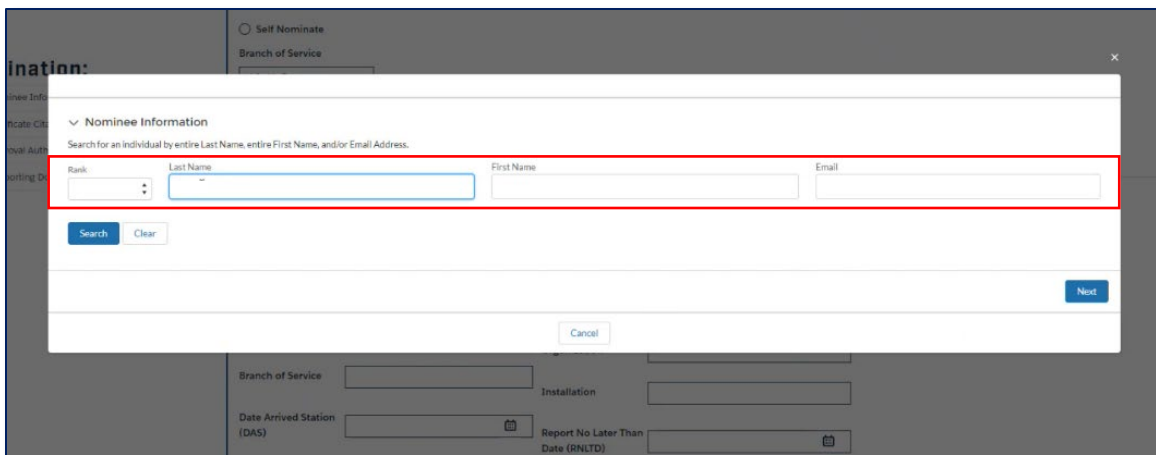 Self Nominate
Branch of Service
ination:
Nominee Information
Search for an individual by entire Last Name, entire First Name, and/or Email Address.
Rank Last Name First Name Email
Search Clear
Next
Cancel
Branch of Service
Installation
Date Arrived Station
(DAS)
Report No Later Than
Date (RNLTD)